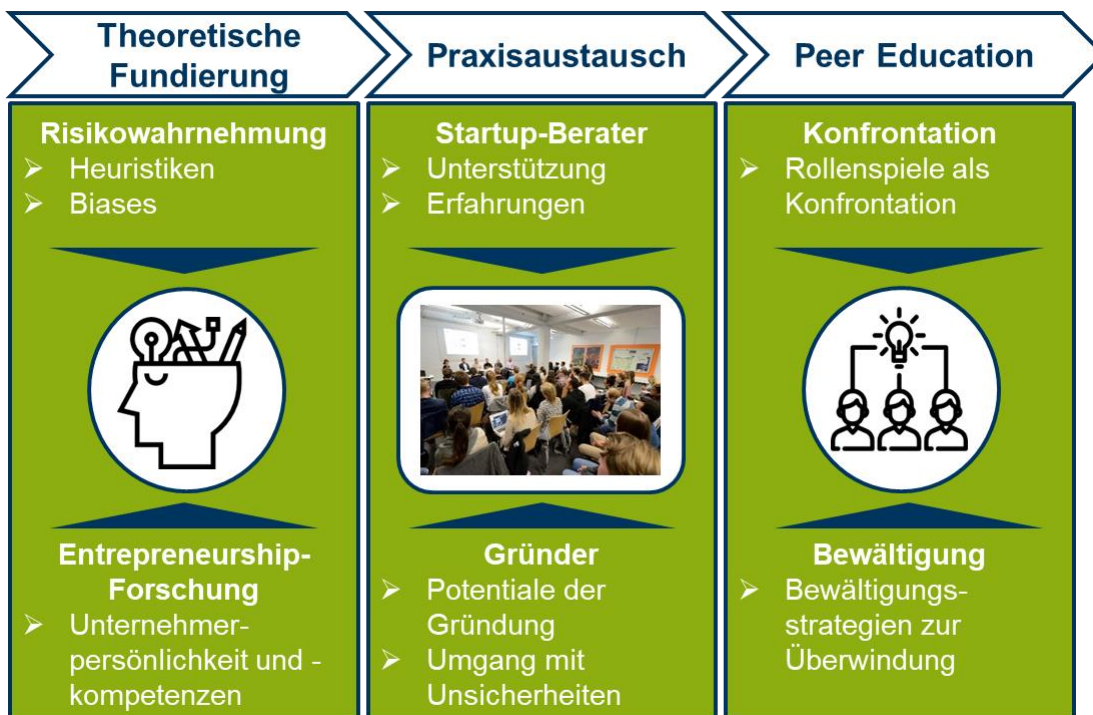 Theoretische
Fundierung
Praxisaustausch
Peer Education
Risikowahrnehmung
➢ Heuristiken
➢ Biases
Entrepreneurship-
Forschung
➢ Unternehmer-
persönlichkeit und -
kompetenzen
Startup-Berater
➢ Unterstützung
➢ Erfahrungen
Gründer
➢ Potentiale der
Gründung
➢ Umgang mit
Unsicherheiten
Konfrontation
➢ Rollenspiele als
Konfrontation
Bewältigung
➢ Bewältigungs-
strategien zur
Überwindung